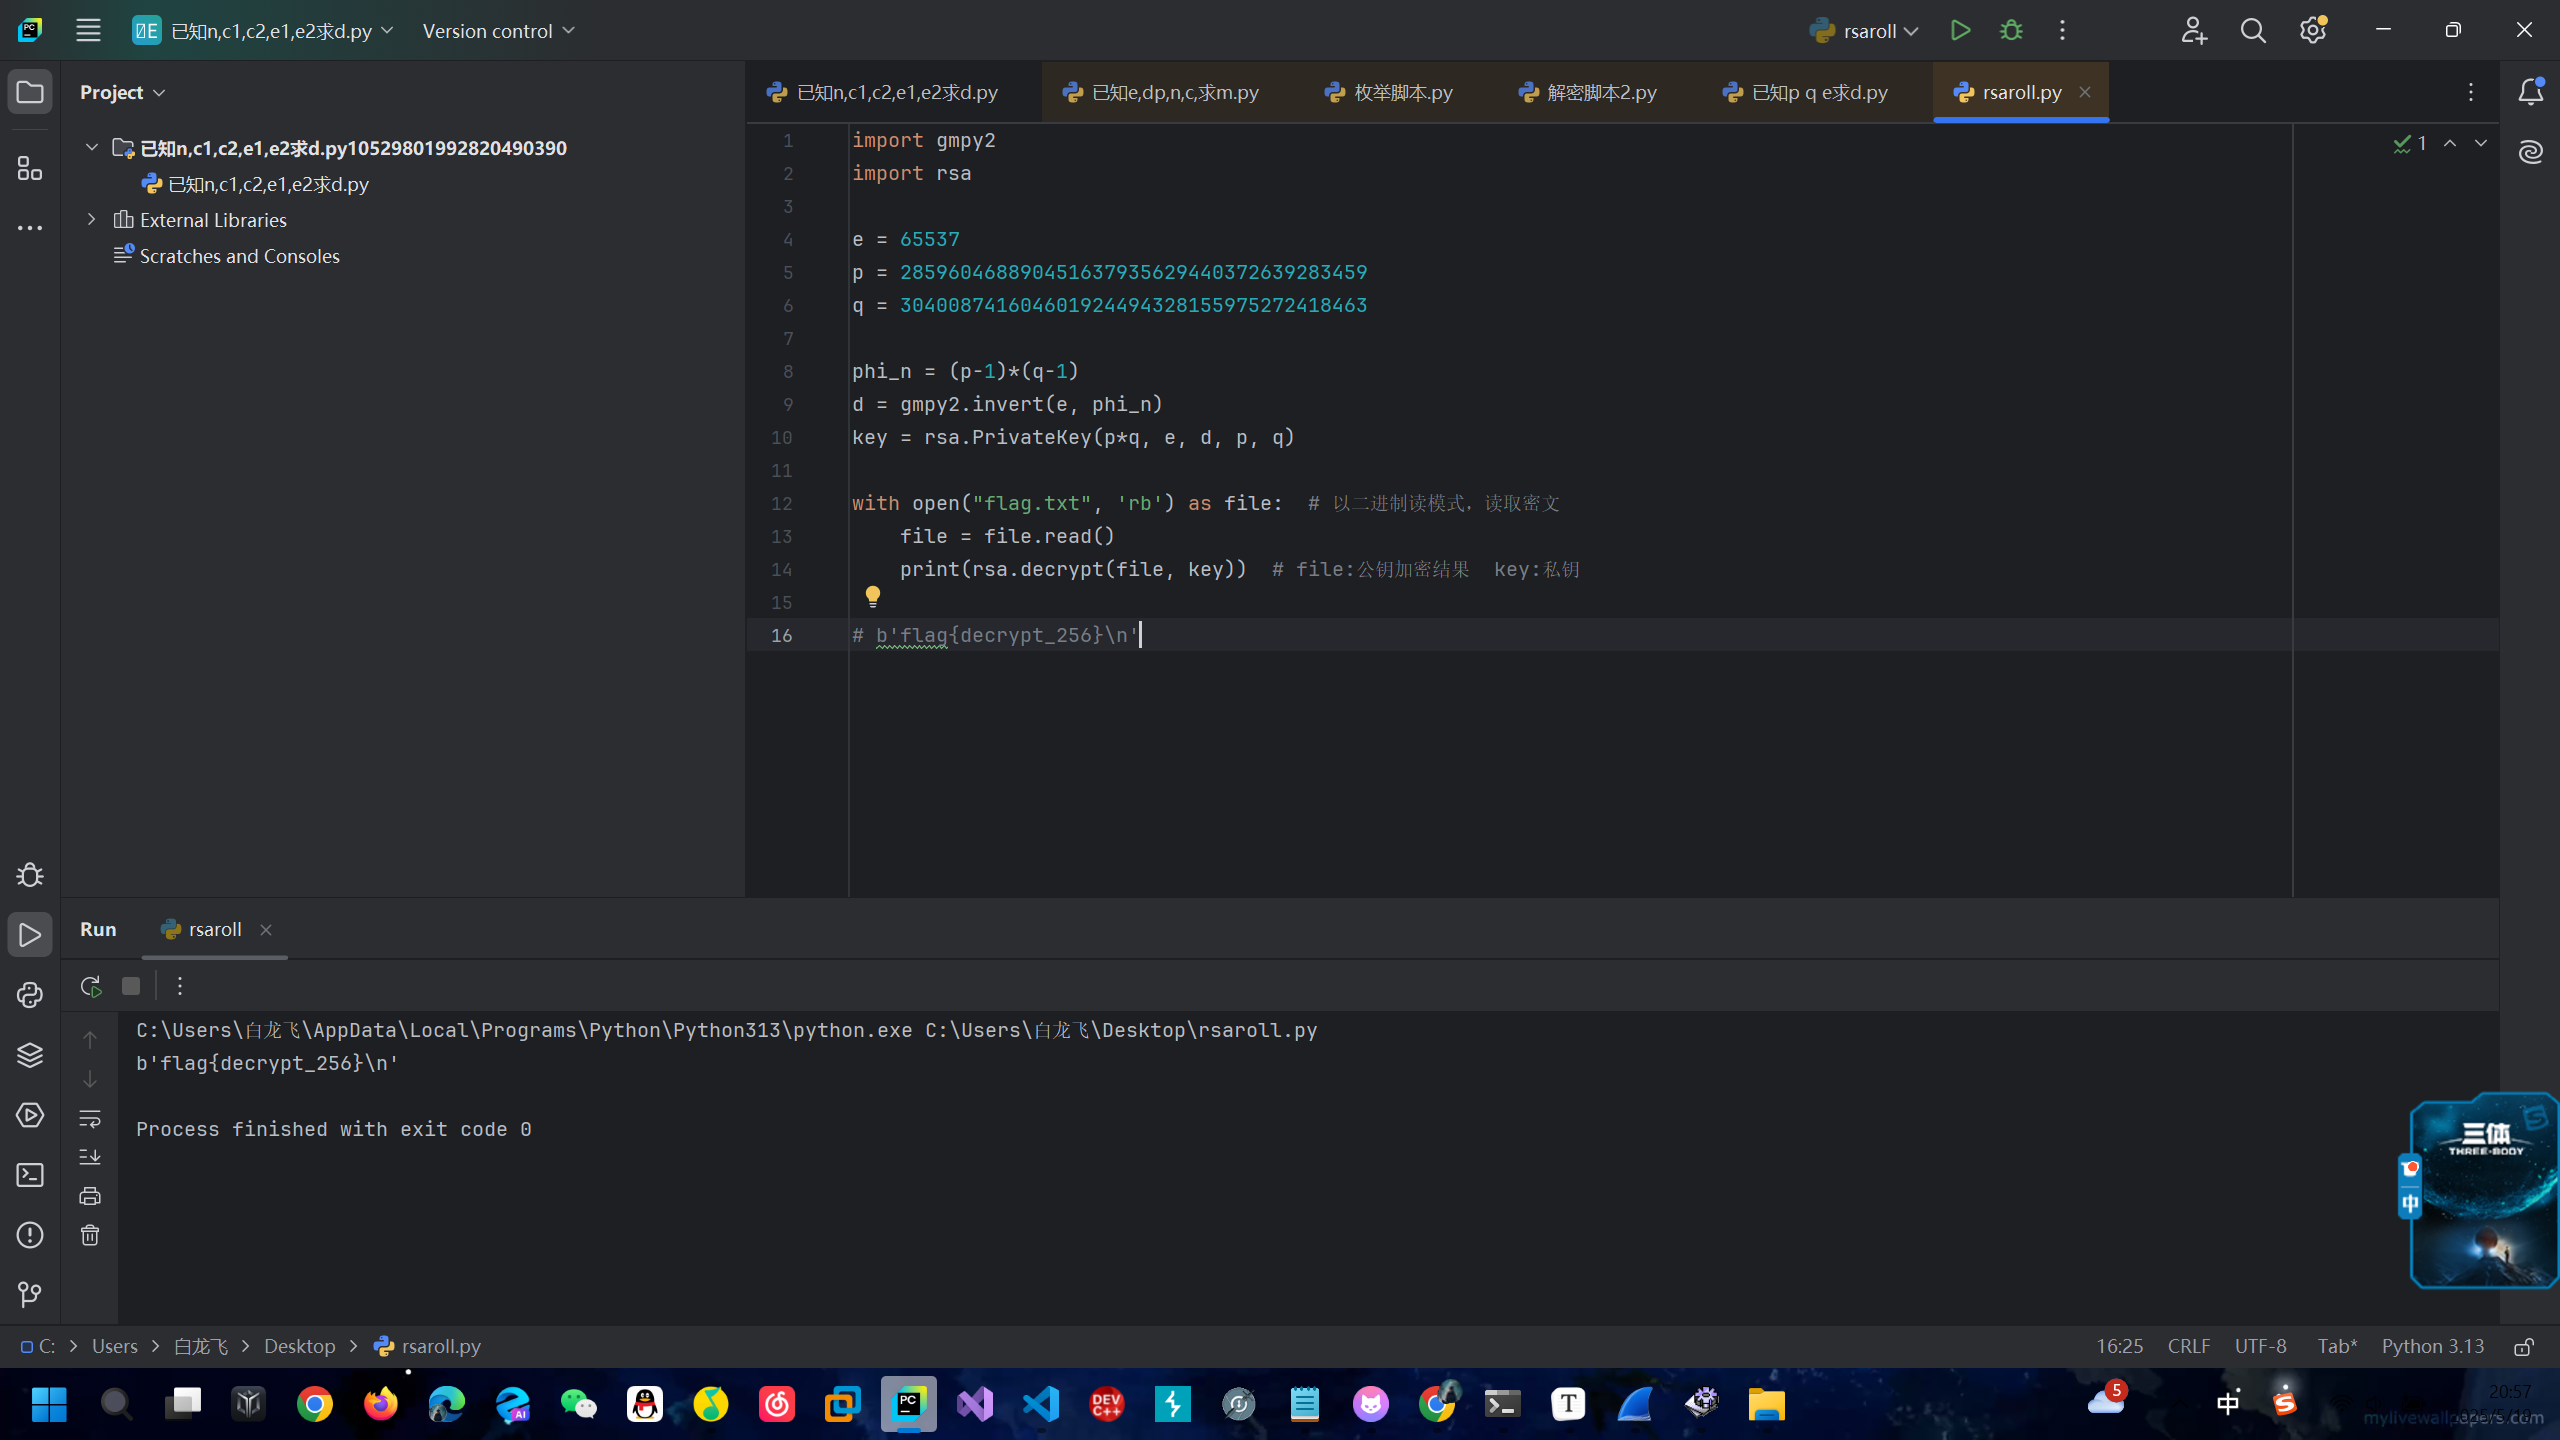 已知n,c1,c2,e1,e2求d.py
Version control
rsaroll
Project
已知n,c1,c2,e1,e2求d.py10529801992820490390
已知n,c1,c2,e1,e2求d.py
External Libraries
Scratches and Consoles
已知n,c1,c2,e1,e2求d.py
已知e,dp,n,c,求m.py
枚举脚本.py
解密脚本2.py
已知p q e求d.py
rsaroll.py
1
1 import gmpy2
2 import rsa
3
4 e = 65537
5 p = 285960468890451637935629440372639283459
6 q = 304008741604601924494328155975272418463
7
8 phi_n = (p-1)*(q-1)
9 d = gmpy2.invert(e, phi_n)
10 key = rsa.PrivateKey(p*q, e, d, p, q)
11
12 with open("flag.txt", 'rb') as file:  # 以二进制读模式，读取密文
13     file = file.read()
14     print(rsa.decrypt(file, key))  # file:公钥加密结果  key:私钥
15
16 # b'flag{decrypt_256}\n'
Run
rsaroll
C:\Users\白龙飞\AppData\Local\Programs\Python\Python313\python.exe C:\Users\白龙飞\Desktop\rsaroll.py
b'flag{decrypt_256}\n'
Process finished with exit code 0
三体
THREE-BODY
中
C: > Users > 白龙飞 > Desktop > rsaroll.py
16:25
CRLF
UTF-8
Tab*
Python 3.13
PC
AI
DEV C++
T
5
中
20:57
mylivewallpapers.com